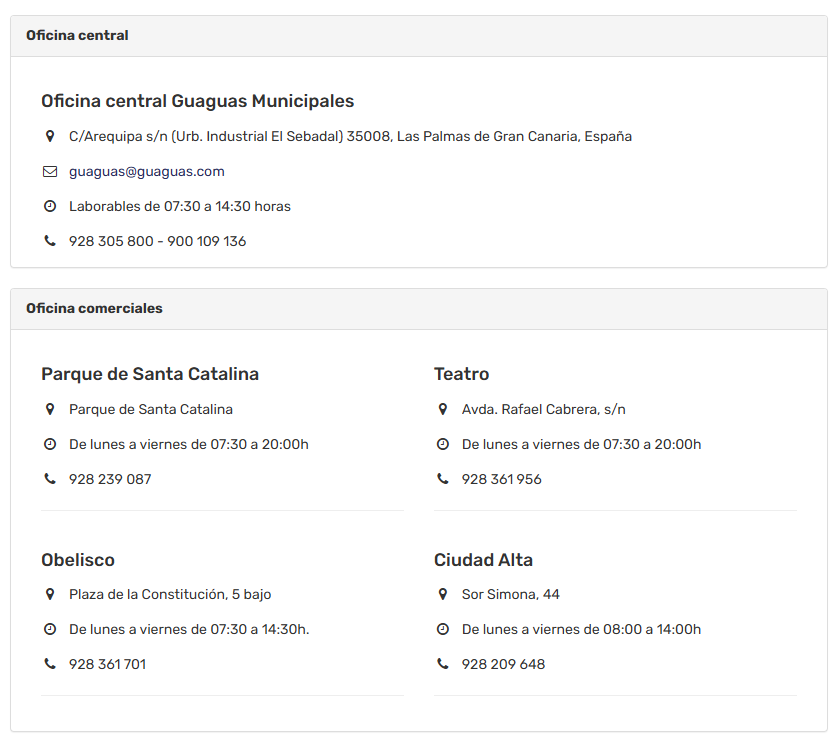 Oficina central
Oficina central Guaguas Municipales
C/Arequipa s/n (Urb. Industrial El Sebadal) 35008, Las Palmas de Gran Canaria, España
guaguas@guaguas.com
Laborables de 07:30 a 14:30 horas
928 305 800 - 900 109 136
Oficina comerciales
Parque de Santa Catalina
Parque de Santa Catalina
De lunes a viernes de 07:30 a 20:00h
928 239 087
Teatro
Avda. Rafael Cabrera, s/n
De lunes a viernes de 07:30 a 20:00h
928 361 956
Obelisco
Plaza de la Constitución, 5 bajo
De lunes a viernes de 07:30 a 14:30h.
928 361 701
Ciudad Alta
Sor Simona, 44
De lunes a viernes de 08:00 a 14:00h
928 209 648